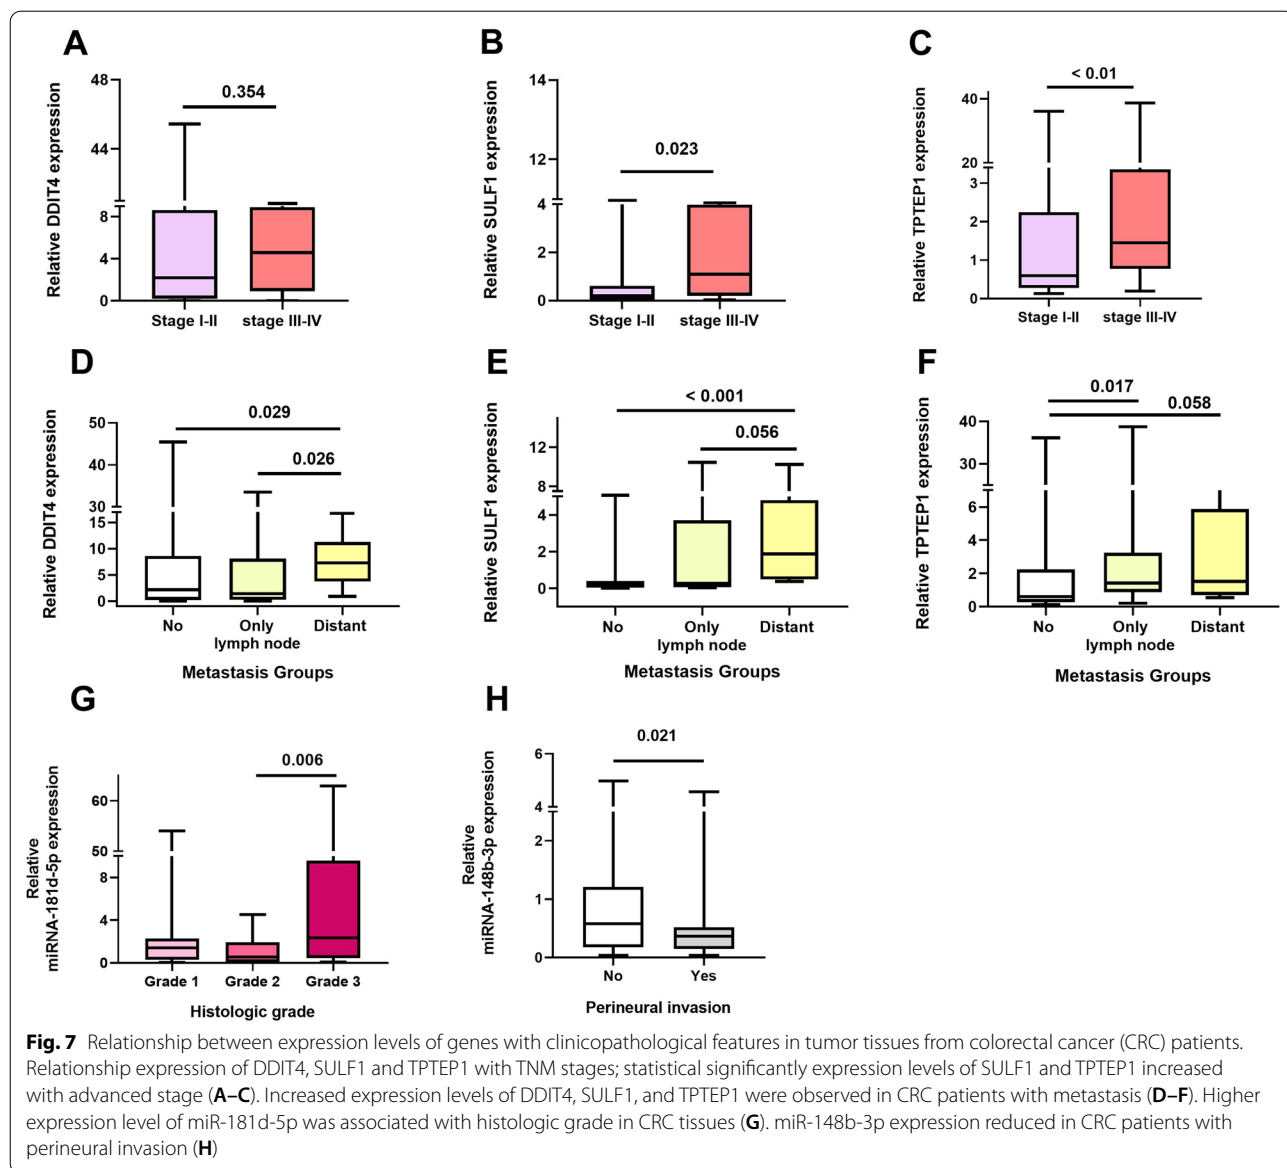 A
Relative DDIT4 expression
48
44
8
4
0
0.354
Stage I-II
stage III-IV
B
Relative SULF1 expression
14
12
4
2
0
0.023
Stage I-II
stage III-IV
C
Relative TPTEP1 expression
40
20
3
2
1
0
< 0.01
Stage I-II
stage III-IV
D
Relative DDIT4 expression
50
40
30
15
10
5
0
0.029
0.026
No
Only
lymph node
Distant
Metastasis Groups
E
Relative SULF1 expression
12
8
4
2
0
< 0.001
0.056
No
Only
lymph node
Distant
Metastasis Groups
F
Relative TPTEP1 expression
40
30
6
4
2
0
0.017
0.058
No
Only
lymph node
Distant
Metastasis Groups
G
Relative
miRNA-181d-5p expression
60
50
8
4
0
0.006
Grade 1
Grade 2
Grade 3
Histologic grade
H
Relative
miRNA-148b-3p expression
6
4
2
1
0
0.021
No
Yes
Perineural invasion
Fig. 7 Relationship between expression levels of genes with clinicopathological features in tumor tissues from colorectal cancer (CRC) patients.
Relationship expression of DDIT4, SULF1 and TPTEP1 with TNM stages; statistical significantly expression levels of SULF1 and TPTEP1 increased
with advanced stage (A–C). Increased expression levels of DDIT4, SULF1, and TPTEP1 were observed in CRC patients with metastasis (D–F). Higher
expression level of miR-181d-5p was associated with histologic grade in CRC tissues (G). miR-148b-3p expression reduced in CRC patients with
perineural invasion (H)